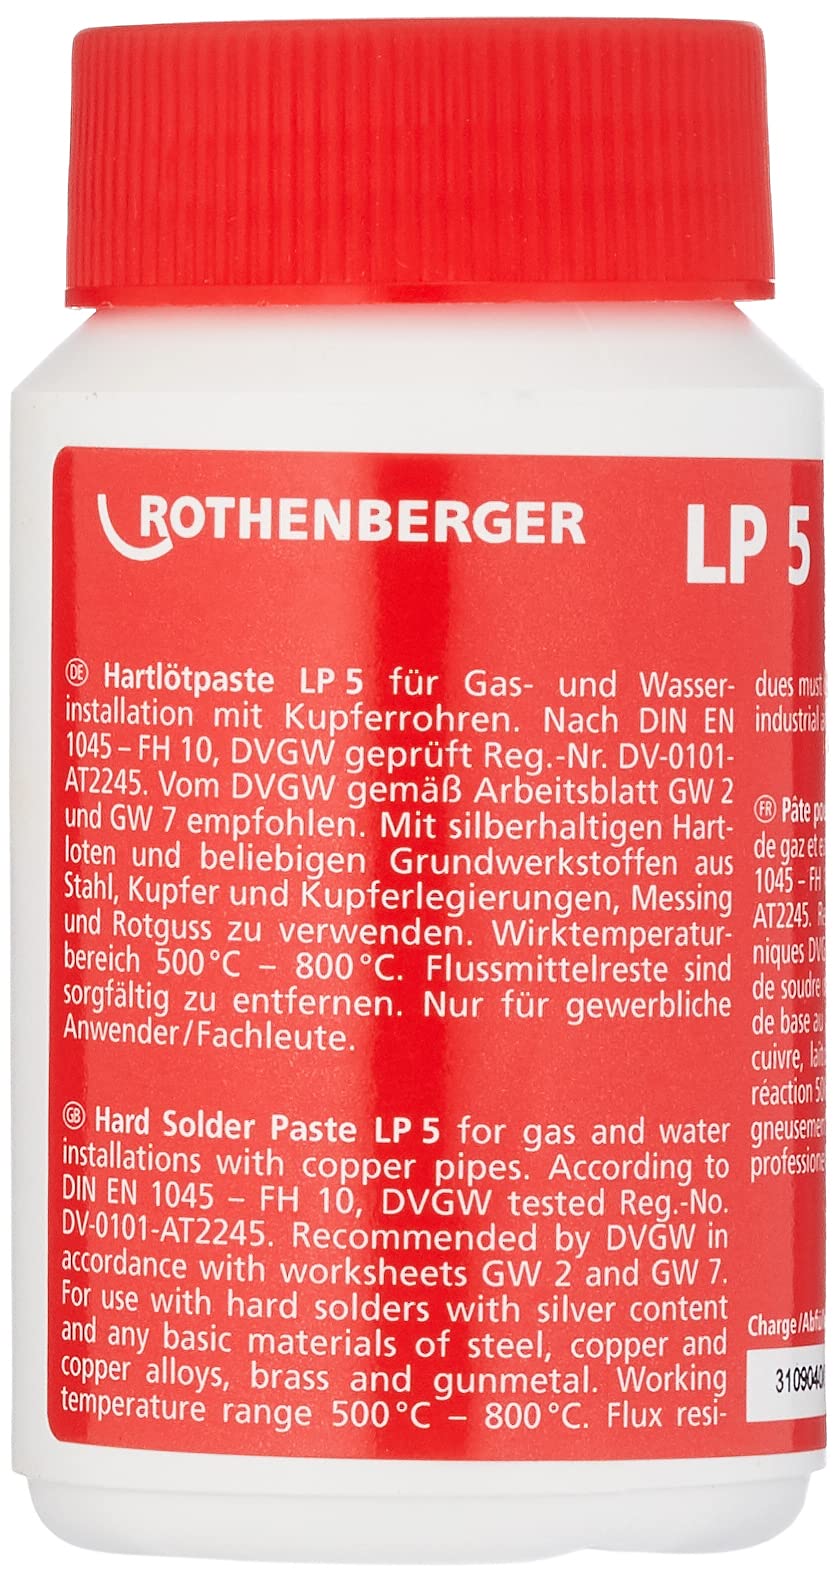 ROTHENBERGER
LP 5
DE Hartlötpaste LP 5 für Gas- und Wasser-
installation mit Kupferrohren. Nach DIN EN
1045 – FH 10, DVGW geprüft Reg.-Nr. DV-0101-
AT2245. Vom DVGW gemäß Arbeitsblatt GW 2
und GW 7 empfohlen. Mit silberhaltigen Hart-
loten und beliebigen Grundwerkstoffen aus
Stahl, Kupfer und Kupferlegierungen, Messing
und Rotguss zu verwenden. Wirktemperatur-
bereich 500 °C – 800 °C. Flussmittelreste sind
sorgfältig zu entfernen. Nur für gewerbliche
Anwender/Fachleute.
GB Hard Solder Paste LP 5 for gas and water
installations with copper pipes. According to
DIN EN 1045 – FH 10, DVGW tested Reg.-No.
DV-0101-AT2245. Recommended by DVGW in
accordance with worksheets GW 2 and GW 7.
For use with hard solders with silver content
and any basic materials of steel, copper and
copper alloys, brass and gunmetal. Working
temperature range 500 °C – 800 °C. Flux resi-
dues must
industrial
FR Pâte
de gaz et
1045 – FH
AT2245.
niques
de soudre
de base au
cuivre,
réaction
gneusement
Charge/